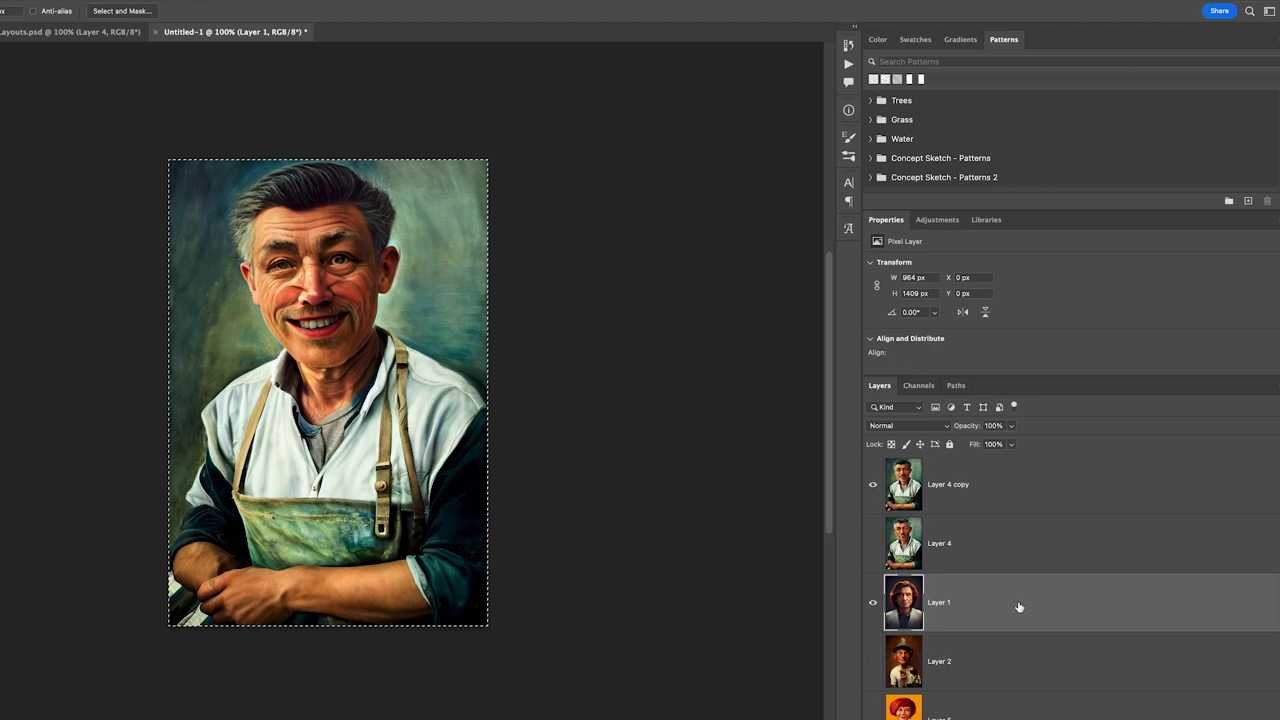 px Anti-alias Select and Mask... Share
Layouts.psd @ 100% (Layer 4, RGB/8*) × Untitled-1 @ 100% (Layer 1, RGB/8*) *
Color Swatches Gradients Patterns
Search Patterns
Trees
Grass
Water
Concept Sketch - Patterns
Concept Sketch - Patterns 2
Properties Adjustments Libraries
Pixel Layer
Transform
W 964 px X 0 px
H 1409 px Y 0 px
0.00°
Align and Distribute
Align:
Layers Channels Paths
Kind
Normal Opacity: 100%
Lock: Fill: 100%
Layer 4 copy
Layer 4
Layer 1
Layer 2